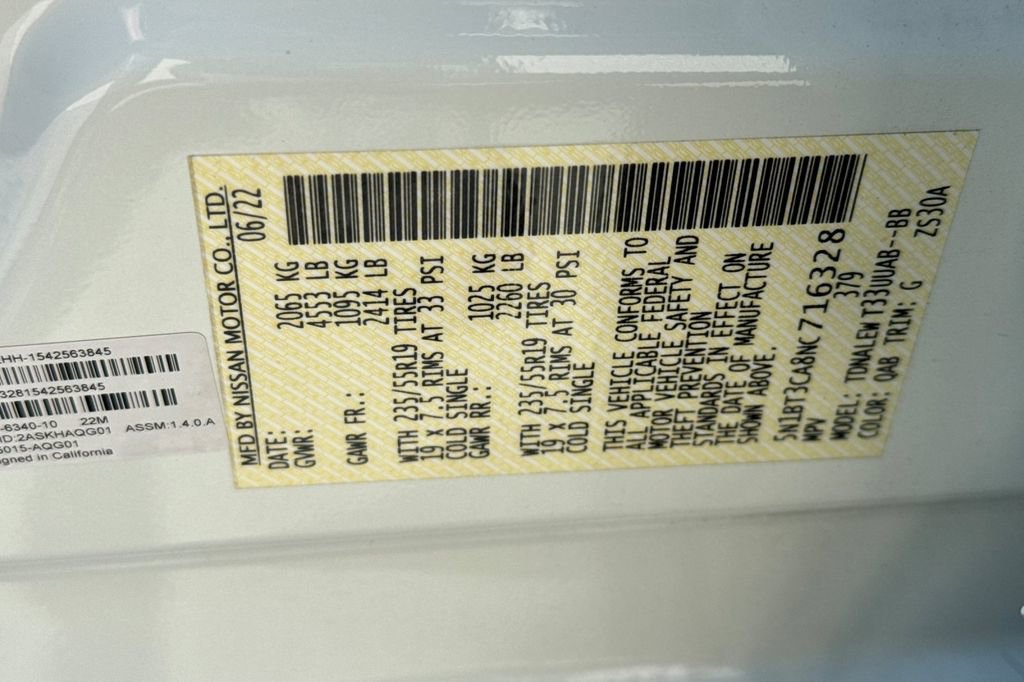 MFD BY NISSAN MOTOR CO., LTD.
DATE: 06/22
GVWR: 2065 KG
4553 LB
GAWR FR.: 1095 KG
2414 LB
WITH 235/55R19 TIRES
19 x 7.5 RIMS AT 33 PSI
COLD SINGLE
GAWR RR.: 1025 KG
2260 LB
WITH 235/55R19 TIRES
19 x 7.5 RIMS AT 30 PSI
COLD SINGLE
THIS VEHICLE CONFORMS TO
ALL APPLICABLE FEDERAL
MOTOR VEHICLE SAFETY AND
THEFT PREVENTION
STANDARDS IN EFFECT ON
THE DATE OF MANUFACTURE
SHOWN ABOVE.
5N1BT3CA8NC716328
MPV 379
MODEL: TDNALEW T33UUAB--BB
COLOR: QAB TRIM: G ZS30A
HH-1542563845
3281542563845
-6340-10 22M
ID:2ASKHAQG01 ASSM:1.4.0.A
6015-AQG01
gned in California